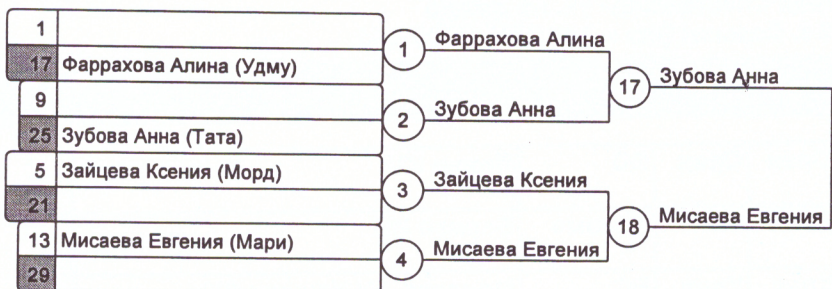 1
17 Фаррахова Алина (Удму)
1 Фаррахова Алина
9
25 Зубова Анна (Тата)
2 Зубова Анна
17 Зубова Анна
5 Зайцева Ксения (Морд)
21
3 Зайцева Ксения
13 Мисаева Евгения (Мари)
29
4 Мисаева Евгения
18 Мисаева Евгения